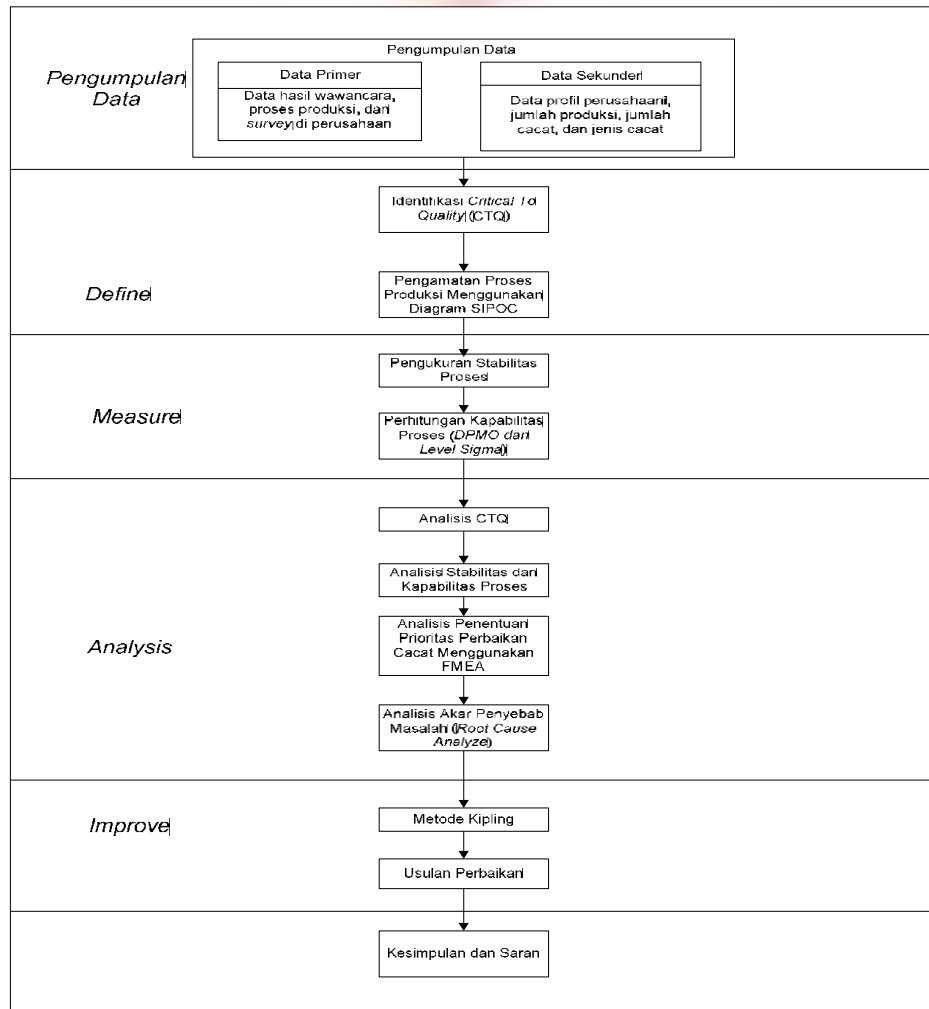 Pengumpulan Data
Pengumpulan
Data
Data Primer
Data hasil wawancara,
proses produksi, dan
survey di perusahaan
Data Sekunder
Data profil perusahaan,
jumlah produksi, jumlah
cacat, dan jenis cacat
Define
Identifikasi Critical To
Quality (CTQ)
Pengamatan Proses
Produksi Menggunakan
Diagram SIPOC
Measure
Pengukuran Stabilitas
Proses
Perhitungan Kapabilitas
Proses (DPMO dan
Level Sigma)
Analysis
Analisis CTQ
Analisis Stabilitas dan
Kapabilitas Proses
Analisis Penentuan
Prioritas Perbaikan
Cacat Menggunakan
FMEA
Analisis Akar Penyebab
Masalah (Root Cause
Analyze)
Improve
Metode Kipling
Usulan Perbaikan
Kesimpulan dan Saran